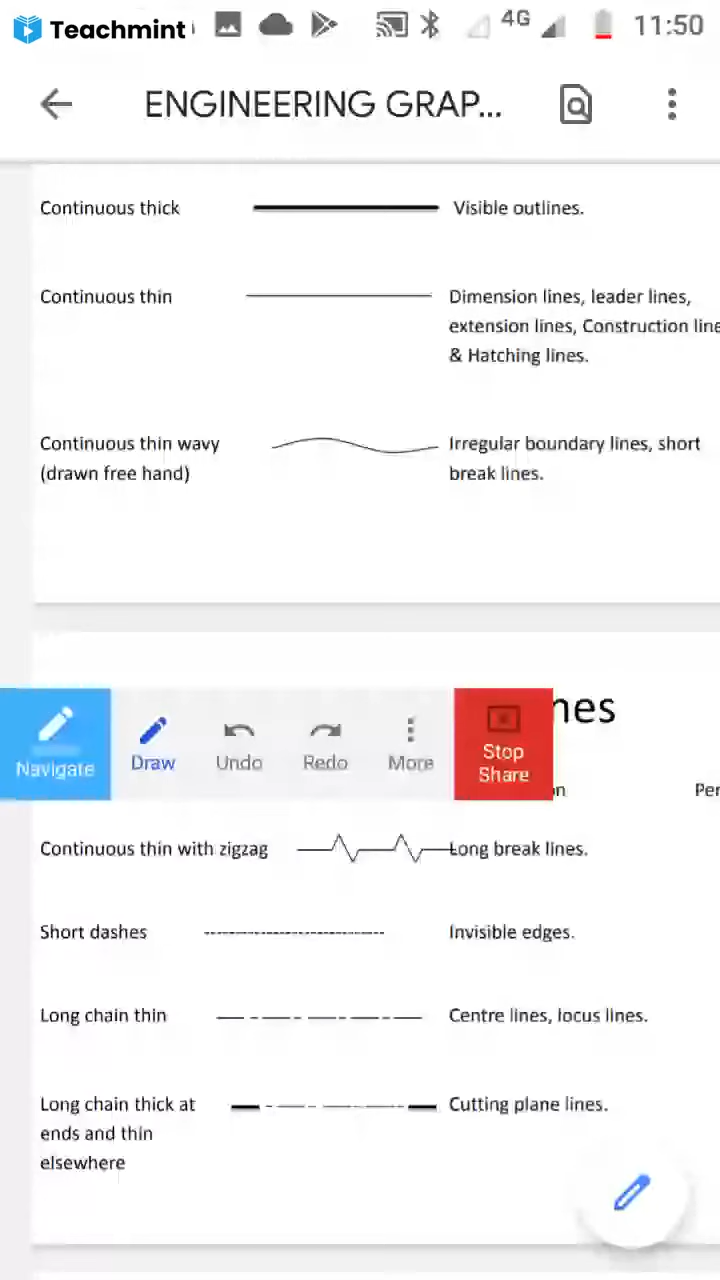 Teachmint
4G
11:50
ENGINEERING GRAP...
Continuous thick
Visible outlines.
Continuous thin
Dimension lines, leader lines,
extension lines, Construction line
& Hatching lines.
Continuous thin wavy
(drawn free hand)
Irregular boundary lines, short
break lines.
nes
Navigate
Draw
Undo
Redo
More
Stop
Share
on
Per
Continuous thin with zigzag
Long break lines.
Short dashes
Invisible edges.
Long chain thin
Centre lines, locus lines.
Long chain thick at
ends and thin
elsewhere
Cutting plane lines.